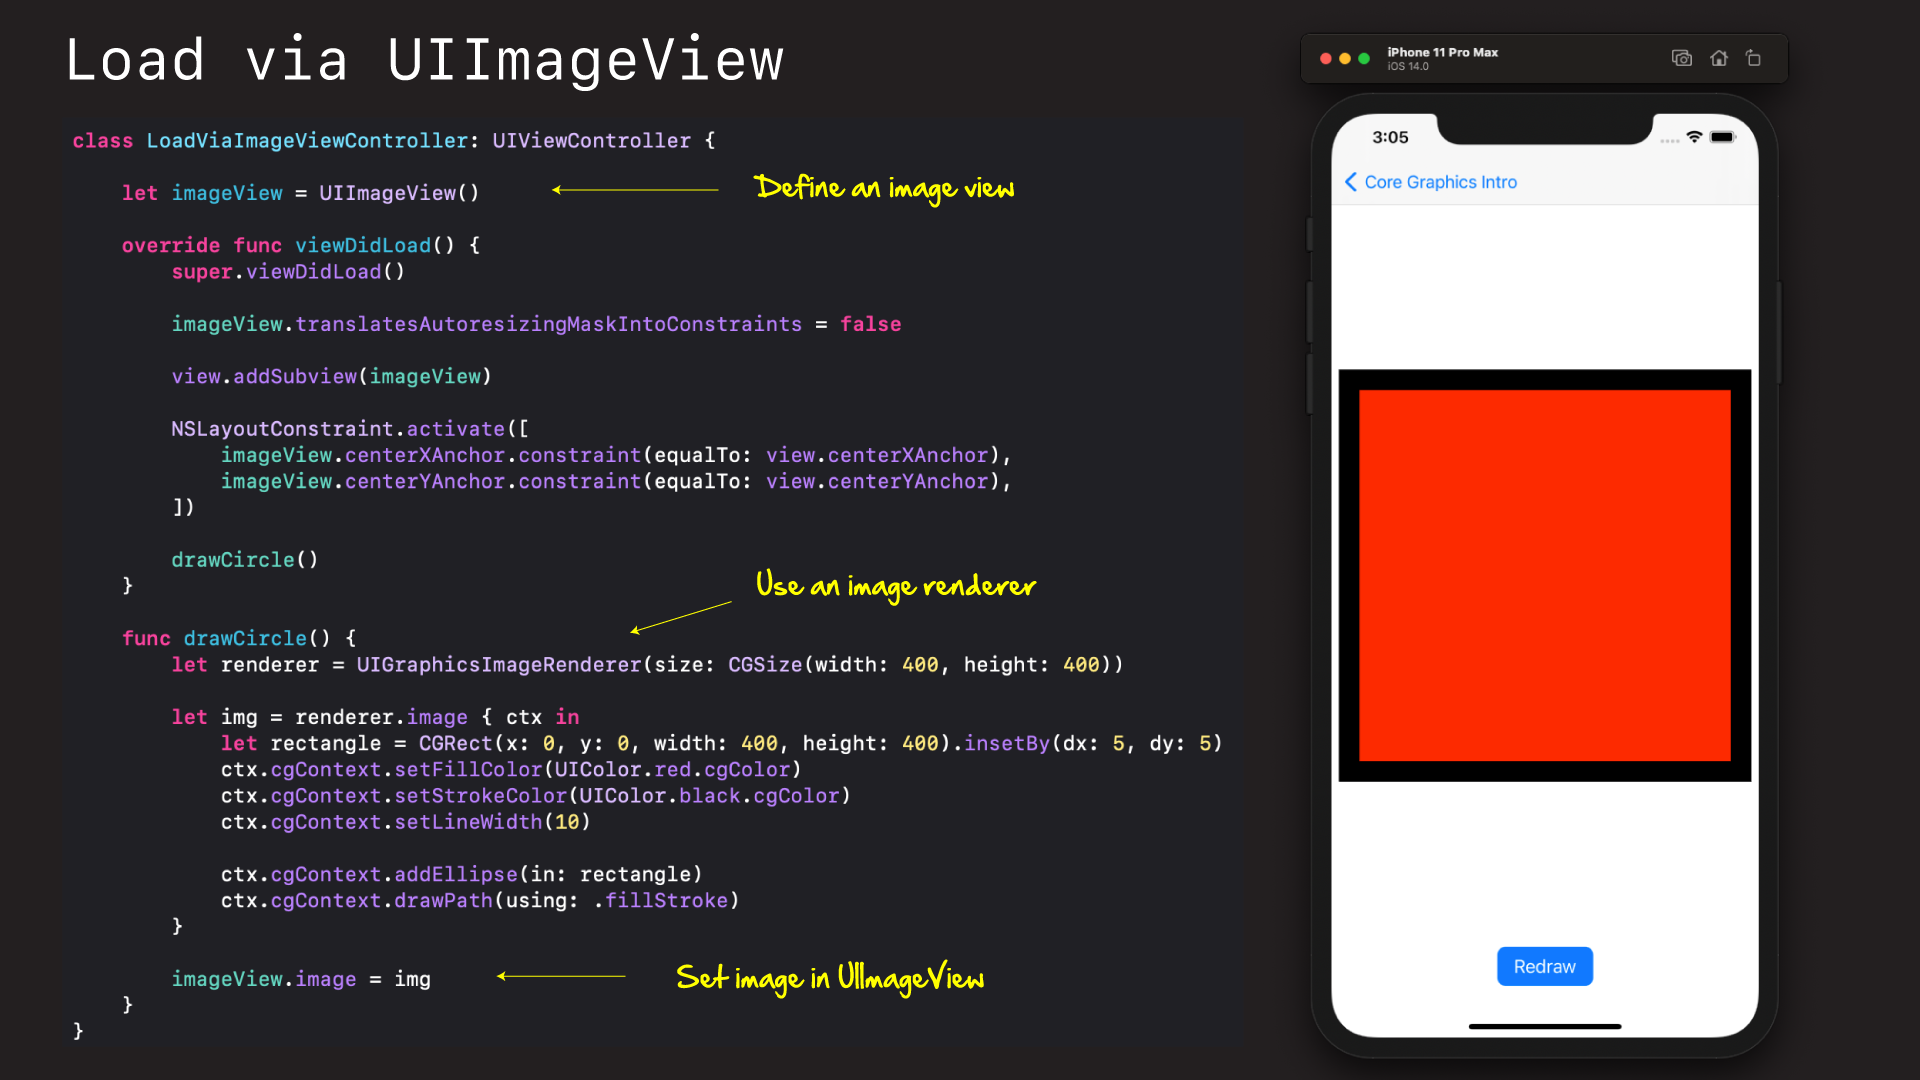 Load via UIImageView
class LoadViaImageViewController: UIViewController {
let imageView = UIImageView()
Define an image view
override func viewDidLoad() {
super.viewDidLoad()
imageView.translatesAutoresizingMaskIntoConstraints = false
view.addSubview(imageView)
NSLayoutConstraint.activate([
imageView.centerXAnchor.constraint(equalTo: view.centerXAnchor),
imageView.centerYAnchor.constraint(equalTo: view.centerYAnchor),
])
drawCircle()
}
Use an image renderer
func drawCircle() {
let renderer = UIGraphicsImageRenderer(size: CGSize(width: 400, height: 400))
let img = renderer.image { ctx in
let rectangle = CGRect(x: 0, y: 0, width: 400, height: 400).insetBy(dx: 5, dy: 5)
ctx.cgContext.setFillColor(UIColor.red.cgColor)
ctx.cgContext.setStrokeColor(UIColor.black.cgColor)
ctx.cgContext.setLineWidth(10)
ctx.cgContext.addEllipse(in: rectangle)
ctx.cgContext.drawPath(using: .fillStroke)
}
imageView.image = img
Set image in UIImageView
}
}
iPhone 11 Pro Max
iOS 14.0
3:05
Core Graphics Intro
Redraw